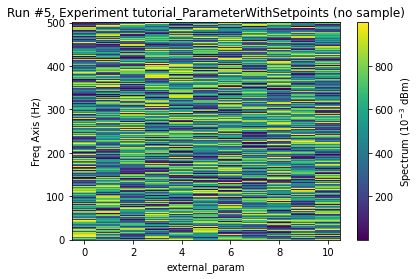 Run #5, Experiment tutorial_ParameterWithSetpoints (no sample)
500
400
300
200
100
0
Freq Axis (Hz)
0 2 4 6 8 10
external_param
800
600
400
200
Spectrum (10⁻³ dBm)